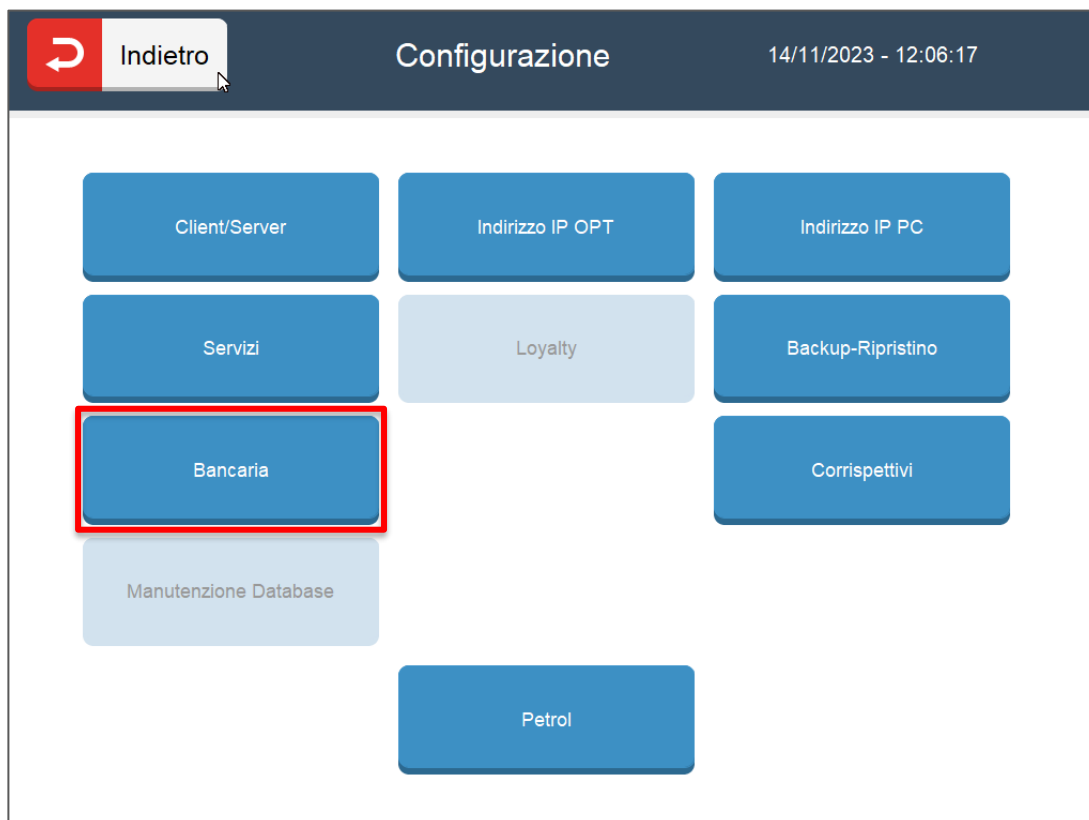 Indietro
Configurazione
14/11/2023 - 12:06:17
Client/Server
Indirizzo IP OPT
Indirizzo IP PC
Servizi
Loyalty
Backup-Ripristino
Bancaria
Corrispettivi
Manutenzione Database
Petrol